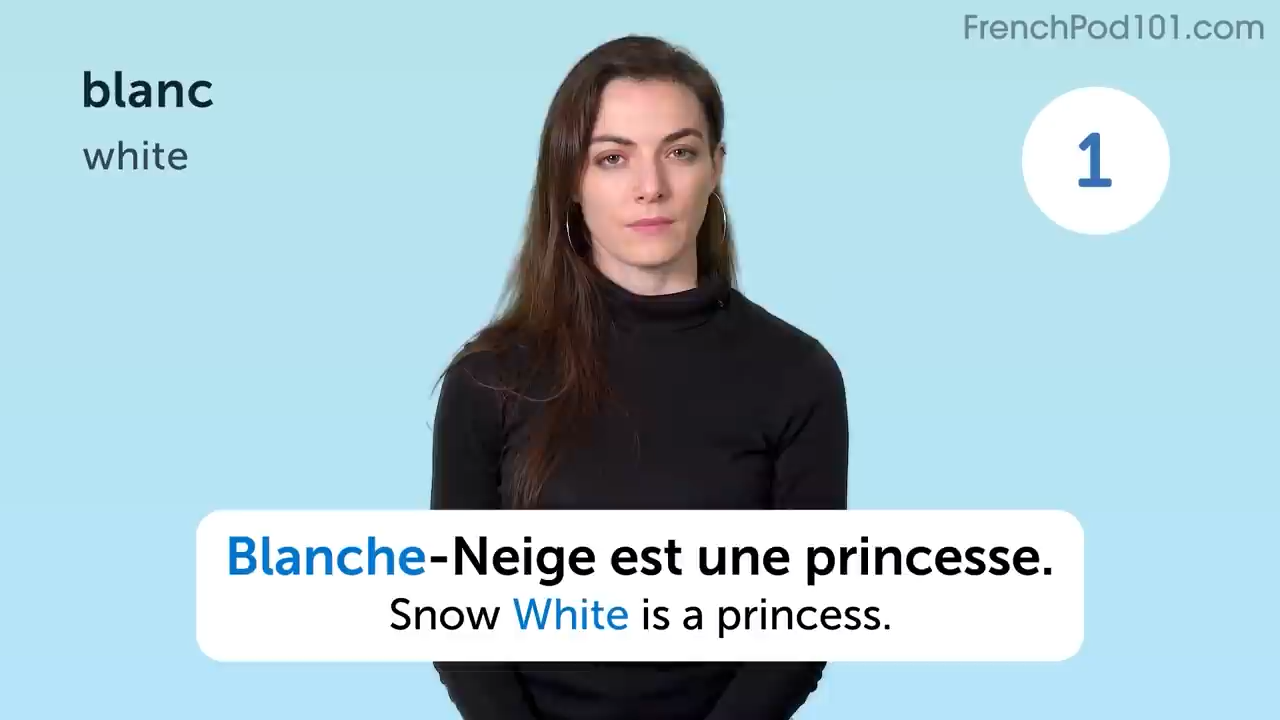 FrenchPod101.com
blanc
white
1
Blanche-Neige est une princesse.
Snow White is a princess.